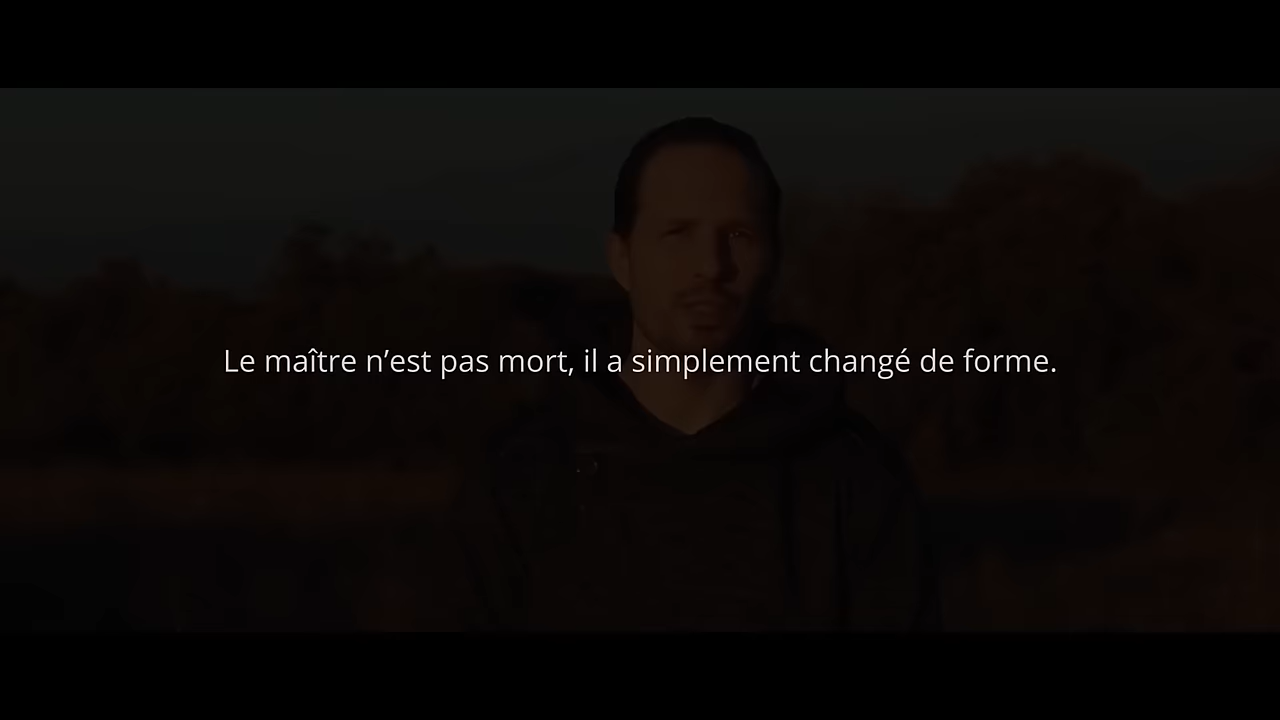 Le maître n’est pas mort, il a simplement changé de forme.